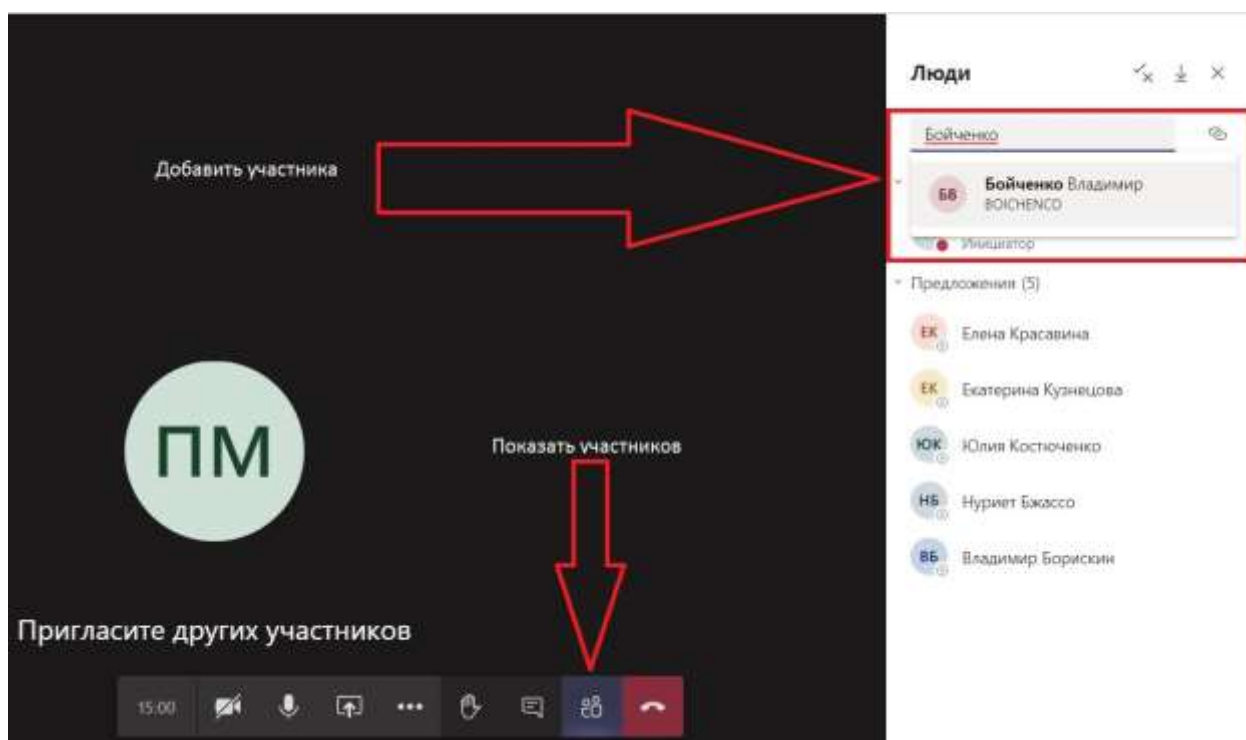 Люди
Бойченко
Добавить участника
БВ
Бойченко Владимир
BOICHENCO
Инициатор
Предложения (5)
ЕК
Елена Красавина
ЕК
Екатерина Кузнецова
ПМ
Показать участников
ЮК
Юлия Костюченко
НБ
Нуриет Бжассо
ВБ
Владимир Борискин
Пригласите других участников
15:00